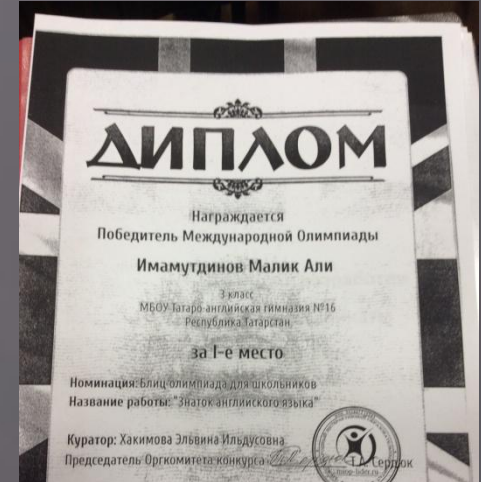 ДИПЛОМ
Награждается
Победитель Международной Олимпиады
Имамутдинов Малик Али
3 класс
МБОУ Татаро-английская гимназия №16
Республика Татарстан
за I-е место
Номинация: Блиц-олимпиада для школьников
Название работы: "Знаток английского языка"
Куратор: Хакимова Эльвина Ильдусовна
Председатель Оргкомитета конкурса Т.А. Сердюк